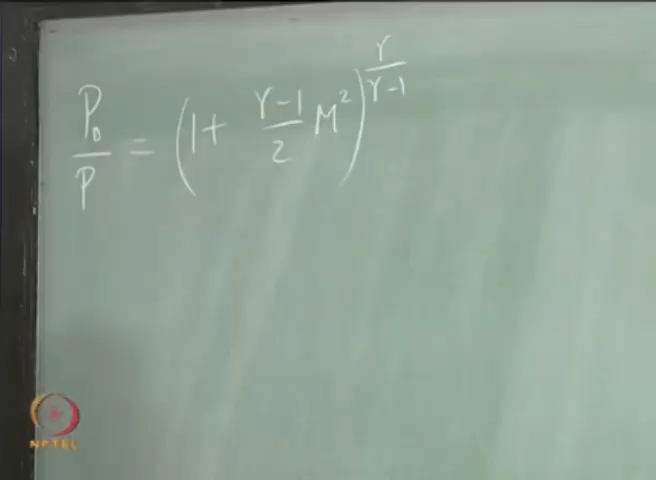 P₀/P = (1 + (γ-1)/2 M²)^(γ/(γ-1))
NPTEL